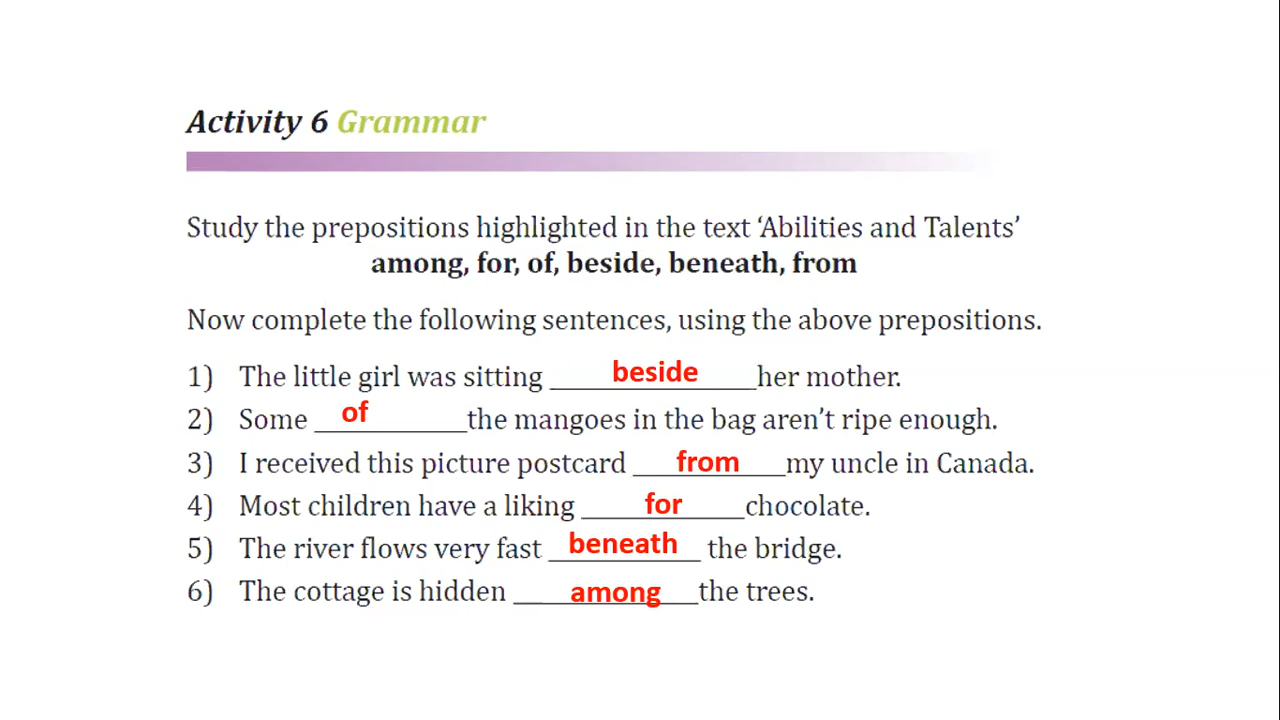 Activity 6 Grammar
Study the prepositions highlighted in the text ‘Abilities and Talents’
among, for, of, beside, beneath, from
Now complete the following sentences, using the above prepositions.
1) The little girl was sitting beside her mother.
2) Some of the mangoes in the bag aren’t ripe enough.
3) I received this picture postcard from my uncle in Canada.
4) Most children have a liking for chocolate.
5) The river flows very fast beneath the bridge.
6) The cottage is hidden among the trees.